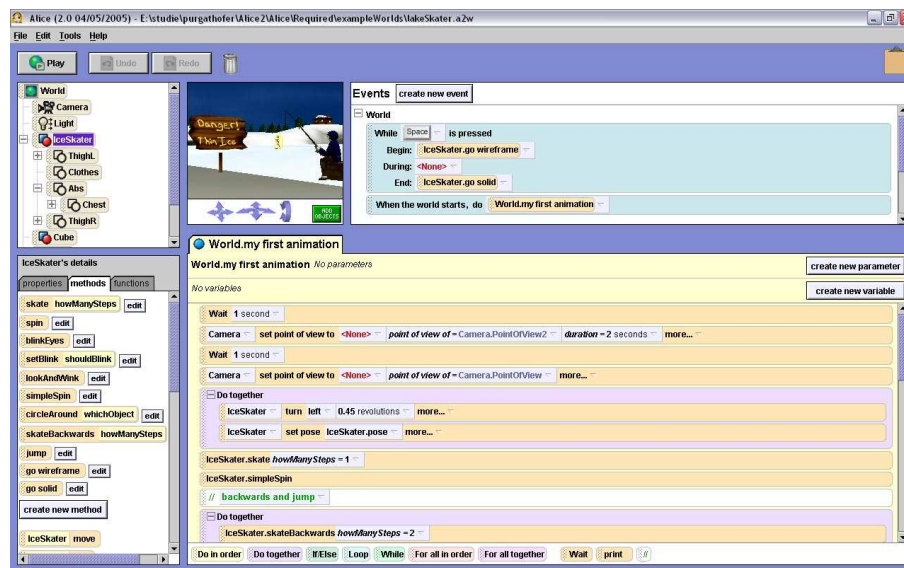 Alice (2.0 04/05/2005) - E:\studie\purgathofer\Alice2\Alice\Required\exampleWorlds\lakeSkater.a2w
File Edit Tools Help
Play Undo Redo
World
Camera
Light
IceSkater
ThighL
Clothes
Abs
Chest
ThighR
Cube
Danger!
Thin Ice
ADD OBJECTS
Events create new event
World
While Space is pressed
Begin: IceSkater.go wireframe
During: <None>
End: IceSkater.go solid
When the world starts, do World.my first animation
IceSkater's details
properties methods functions
skate howManySteps edit
spin edit
blinkEyes edit
setBlink shouldBlink edit
lookAndWink edit
simpleSpin edit
circleAround whichObject edit
skateBackwards howManySteps
jump edit
go wireframe edit
go solid edit
create new method
IceSkater move
World.my first animation
World.my first animation No parameters
create new parameter
No variables
create new variable
Wait 1 second
Camera set point of view to <None> point of view of = Camera.PointOfView2 duration = 2 seconds more...
Wait 1 second
Camera set point of view to <None> point of view of = Camera.PointOfView more...
Do together
IceSkater turn left 0.45 revolutions more...
IceSkater set pose IceSkater.pose more...
IceSkater.skate howManySteps = 1
IceSkater.simpleSpin
// backwards and jump
Do together
IceSkater.skateBackwards howManySteps = 2
Do in order Do together If/Else Loop While For all in order For all together Wait print //